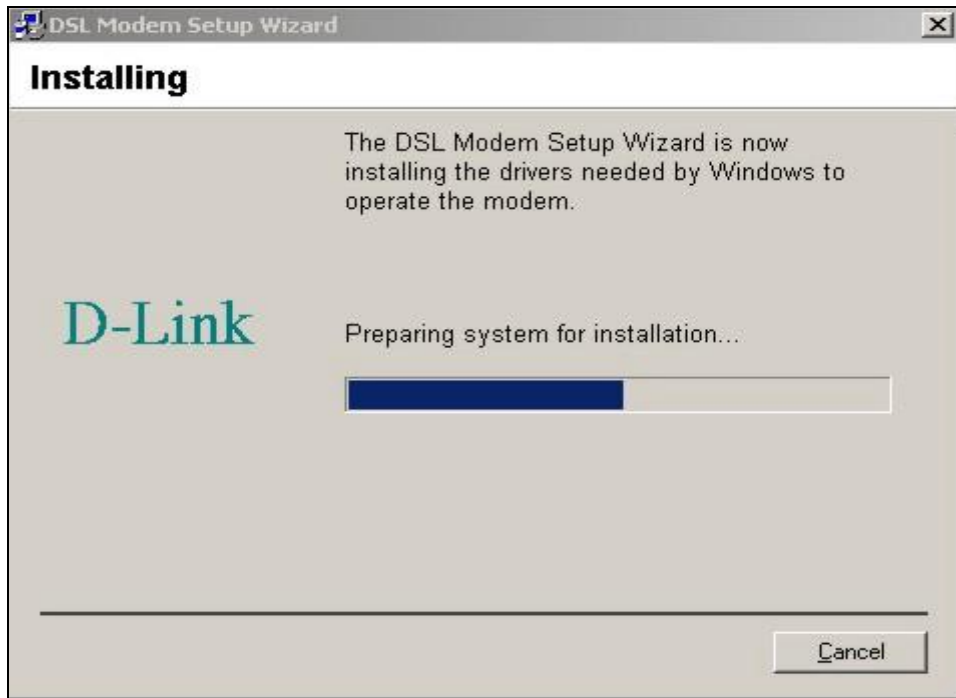 DSL Modem Setup Wizard
Installing
The DSL Modem Setup Wizard is now
installing the drivers needed by Windows to
operate the modem.
D-Link
Preparing system for installation...
Cancel